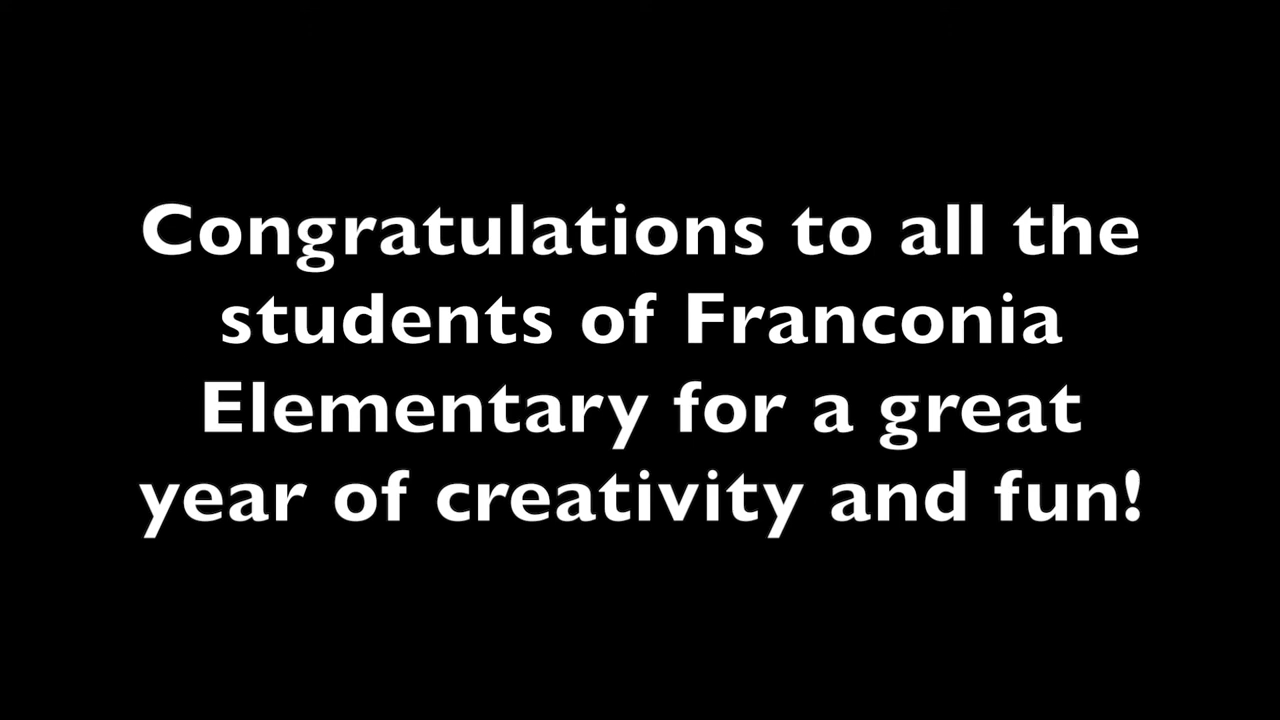 Congratulations to all the
students of Franconia
Elementary for a great
year of creativity and fun!